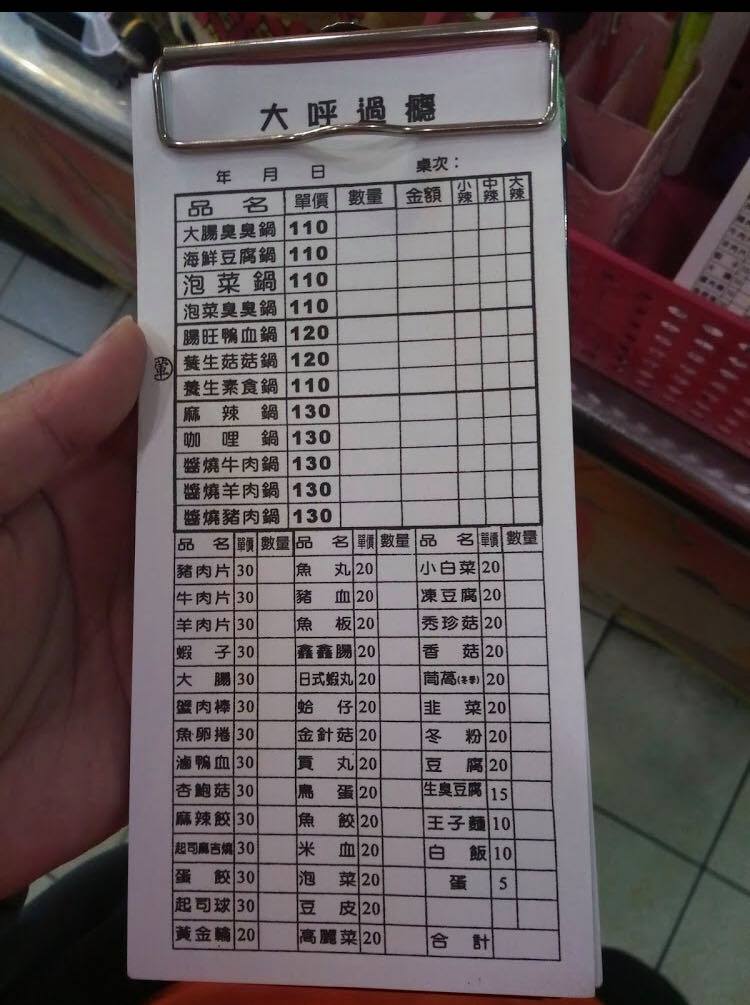 大呼過癮
年 月 日 桌次：
品名 單價 數量 金額 小辣 中辣 大辣
大腸臭臭鍋 110
海鮮豆腐鍋 110
泡菜鍋 110
泡菜臭臭鍋 110
腸旺鴨血鍋 120
養生菇菇鍋 120
養生素食鍋 110
麻辣鍋 130
咖哩鍋 130
醬燒牛肉鍋 130
醬燒羊肉鍋 130
醬燒豬肉鍋 130
品名 單價 數量 品名 單價 數量 品名 單價 數量
豬肉片 30 魚丸 20 小白菜 20
牛肉片 30 豬血 20 凍豆腐 20
羊肉片 30 魚板 20 秀珍菇 20
蝦子 30 鑫鑫腸 20 香菇 20
大腸 30 日式蝦丸 20 茼萵(冬季) 20
蟹肉棒 30 蛤仔 20 韭菜 20
魚卵捲 30 金針菇 20 冬粉 20
滷鴨血 30 貢丸 20 豆腐 20
杏鮑菇 30 鳥蛋 20 生臭豆腐 15
麻辣餃 30 魚餃 20 王子麵 10
起司麻吉燒 30 米血 20 白飯 10
蛋餃 30 泡菜 20 蛋 5
起司球 30 豆皮 20
黃金輪 20 高麗菜 20 合計